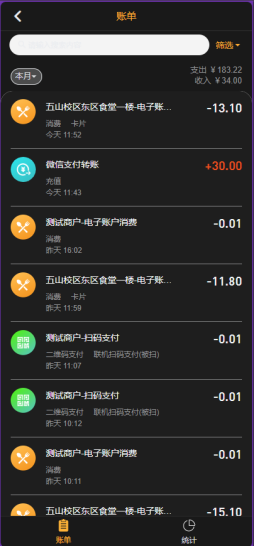 账单
筛选
本月
支出 ￥183.22
收入 ￥34.00
五山校区东区食堂一楼-电子账... -13.10
消费 卡片
今天 11:52
微信支付转账 +30.00
充值
今天 11:43
测试商户-电子账户消费 -0.01
消费
昨天 16:02
五山校区东区食堂一楼-电子账... -11.80
消费 卡片
昨天 11:59
测试商户-扫码支付 -0.01
二维码支付 联机扫码支付(被扫)
昨天 11:07
测试商户-扫码支付 -0.01
二维码支付 联机扫码支付(被扫)
昨天 10:12
测试商户-电子账户消费 -0.01
消费
昨天 10:11
五山校区东区食堂一楼-电子账... -15.10
账单 统计